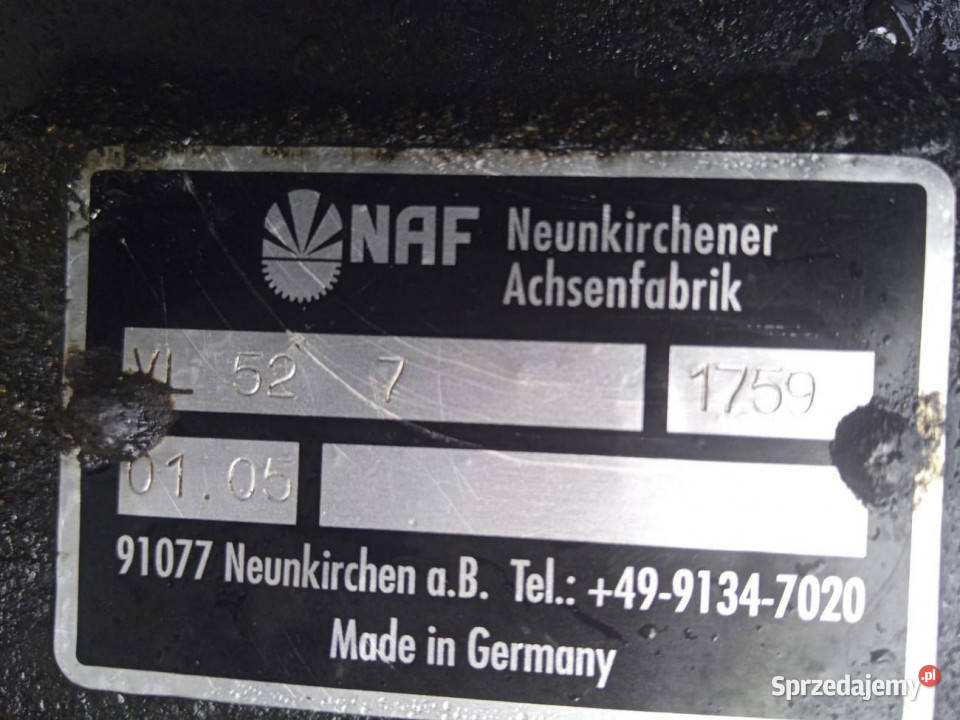 NAF Neunkirchener
Achsenfabrik
VL 52 7 1759
01.05
91077 Neunkirchen a.B. Tel.: +49-9134-7020
Made in Germany
Sprzedajemy.pl